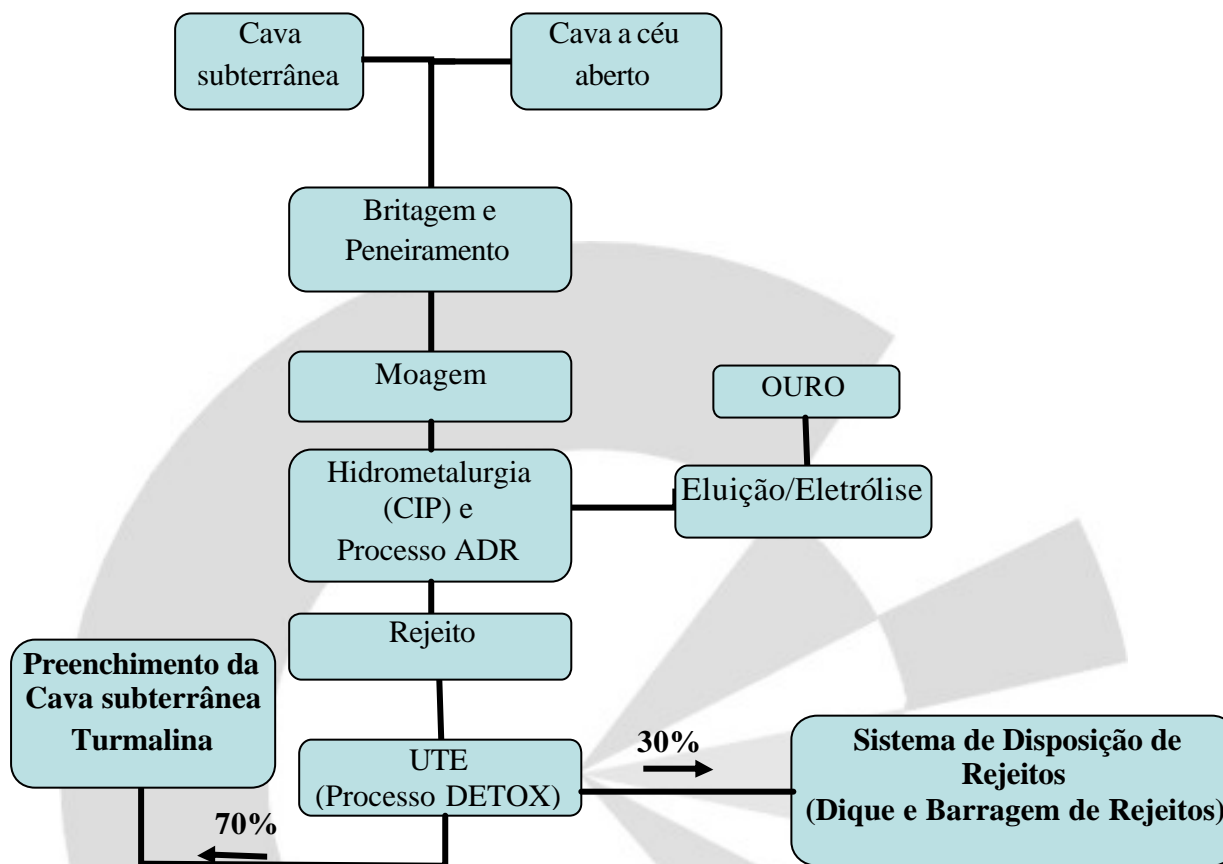 Cava
subterrânea
Cava a céu
aberto
Britagem e
Peneiramento
Moagem
OURO
Hidrometalurgia
(CIP) e
Processo ADR
Eluição/Eletrólise
Rejeito
Preenchimento da
Cava subterrânea
Turmalina
UTE
(Processo DETOX)
30%
Sistema de Disposição de
Rejeitos
(Dique e Barragem de Rejeitos)
70%